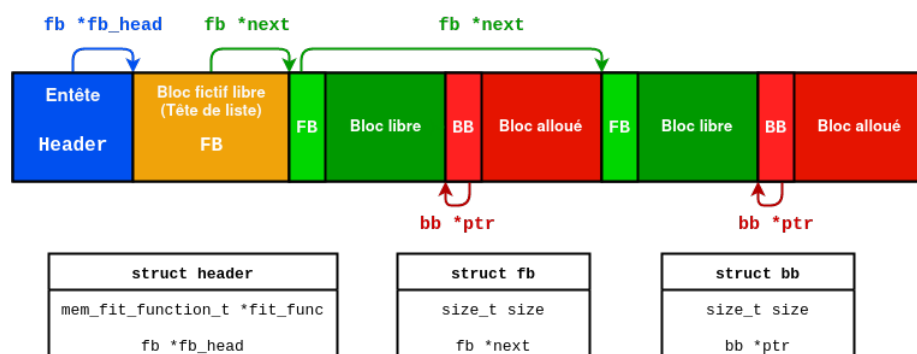 fb *fb_head
fb *next
fb *next
Entête
Header
Bloc fictif libre
(Tête de liste)
FB
FB
Bloc libre
BB
Bloc alloué
FB
Bloc libre
BB
Bloc alloué
bb *ptr
bb *ptr
struct header
mem_fit_function_t *fit_func
fb *fb_head
struct fb
size_t size
fb *next
struct bb
size_t size
bb *ptr